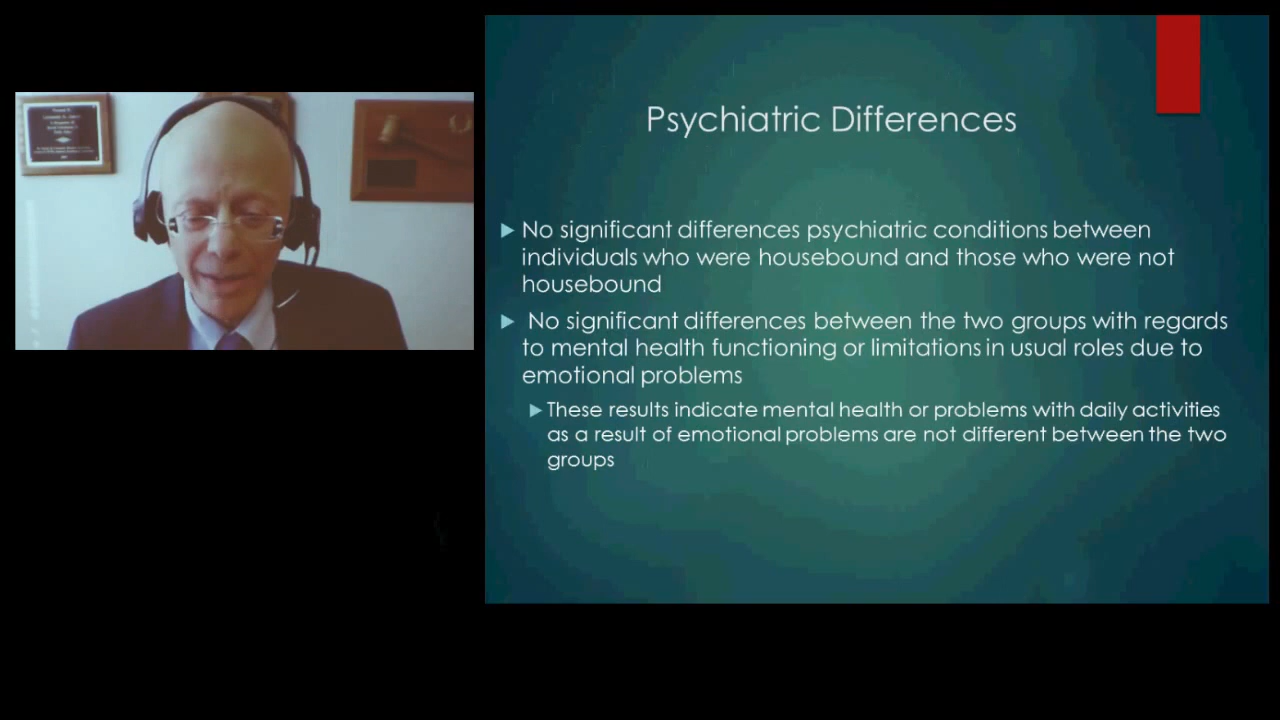 Psychiatric Differences
No significant differences psychiatric conditions between
individuals who were housebound and those who were not
housebound
No significant differences between the two groups with regards
to mental health functioning or limitations in usual roles due to
emotional problems
These results indicate mental health or problems with daily activities
as a result of emotional problems are not different between the two
groups